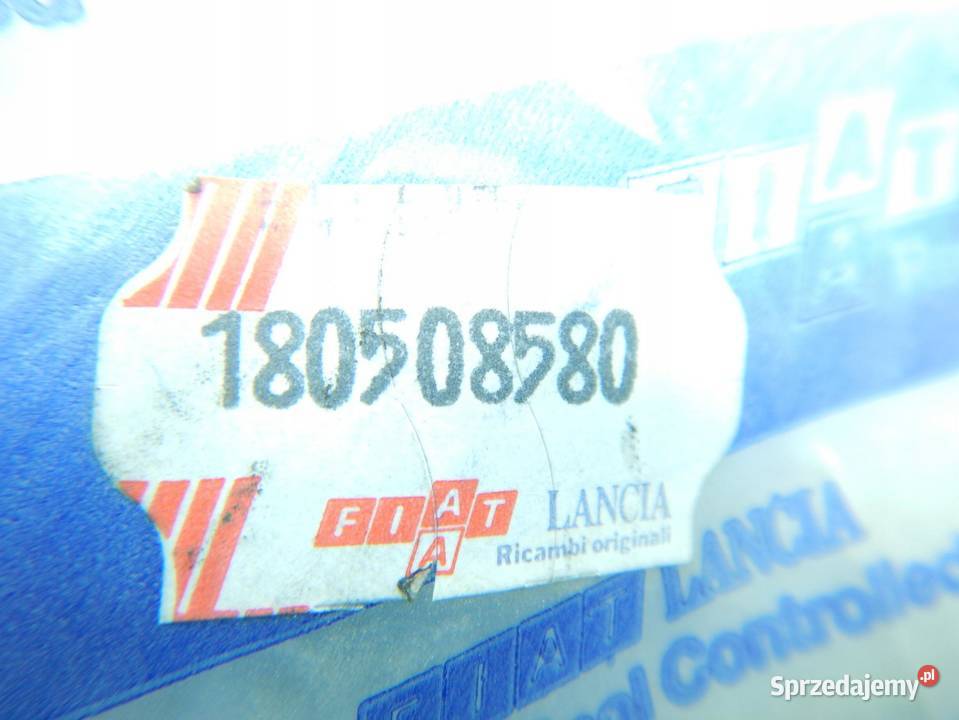 FIAT
180508580
FIAT
A
LANCIA
Ricambi originali
LANCIA
FIAT
Controlled
Sprzedajemy.pl